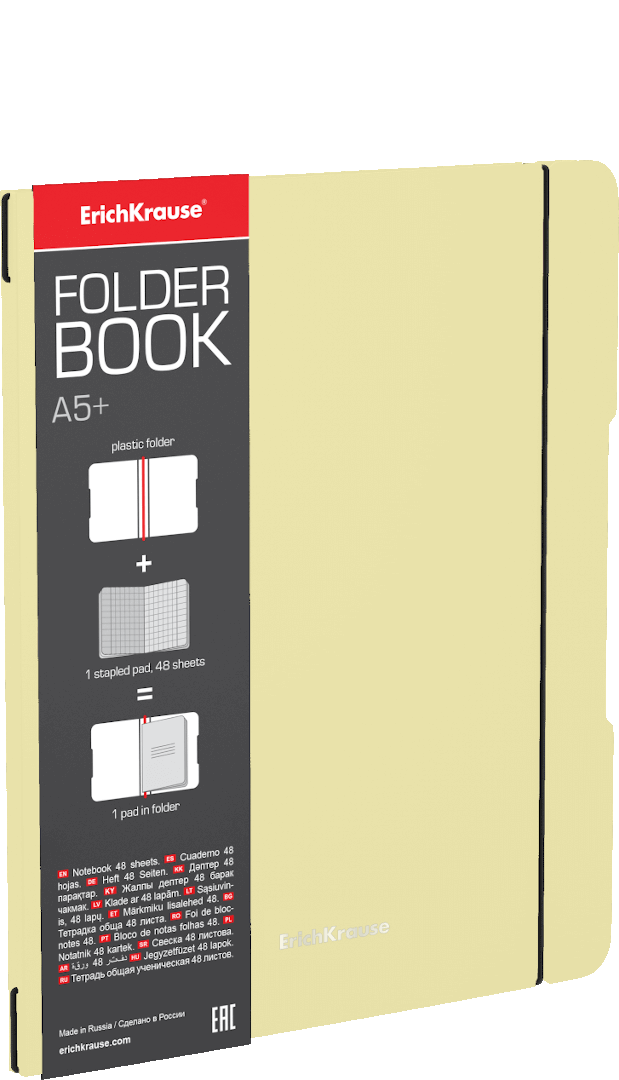 ErichKrause®
FOLDER
BOOK
A5+
plastic folder
+
1 stapled pad, 48 sheets
=
1 pad in folder
EN Notebook 48 sheets. ES Cuaderno 48
hojas. DE Heft 48 Seiten. KK Дәптер 48
парақтар. KY Жалпы дептер 48 барак
чакмак. LV Klade ar 48 lapām. LT Sąsiuvin-
is, 48 lapų. ET Märkmiku lisalehed 48. BG
Тетрадка обща 48 листа. RO Foi de bloc-
notes 48. PT Bloco de notas folhas 48. PL
Notatnik 48 kartek. SR Свеска 48 листова.
AR دفتر 48 ورقة HU Jegyzetfüzet 48 lapok.
RU Тетрадь общая ученическая 48 листов.
Made in Russia / Сделано в России
erichkrause.com
EAC
ErichKrause